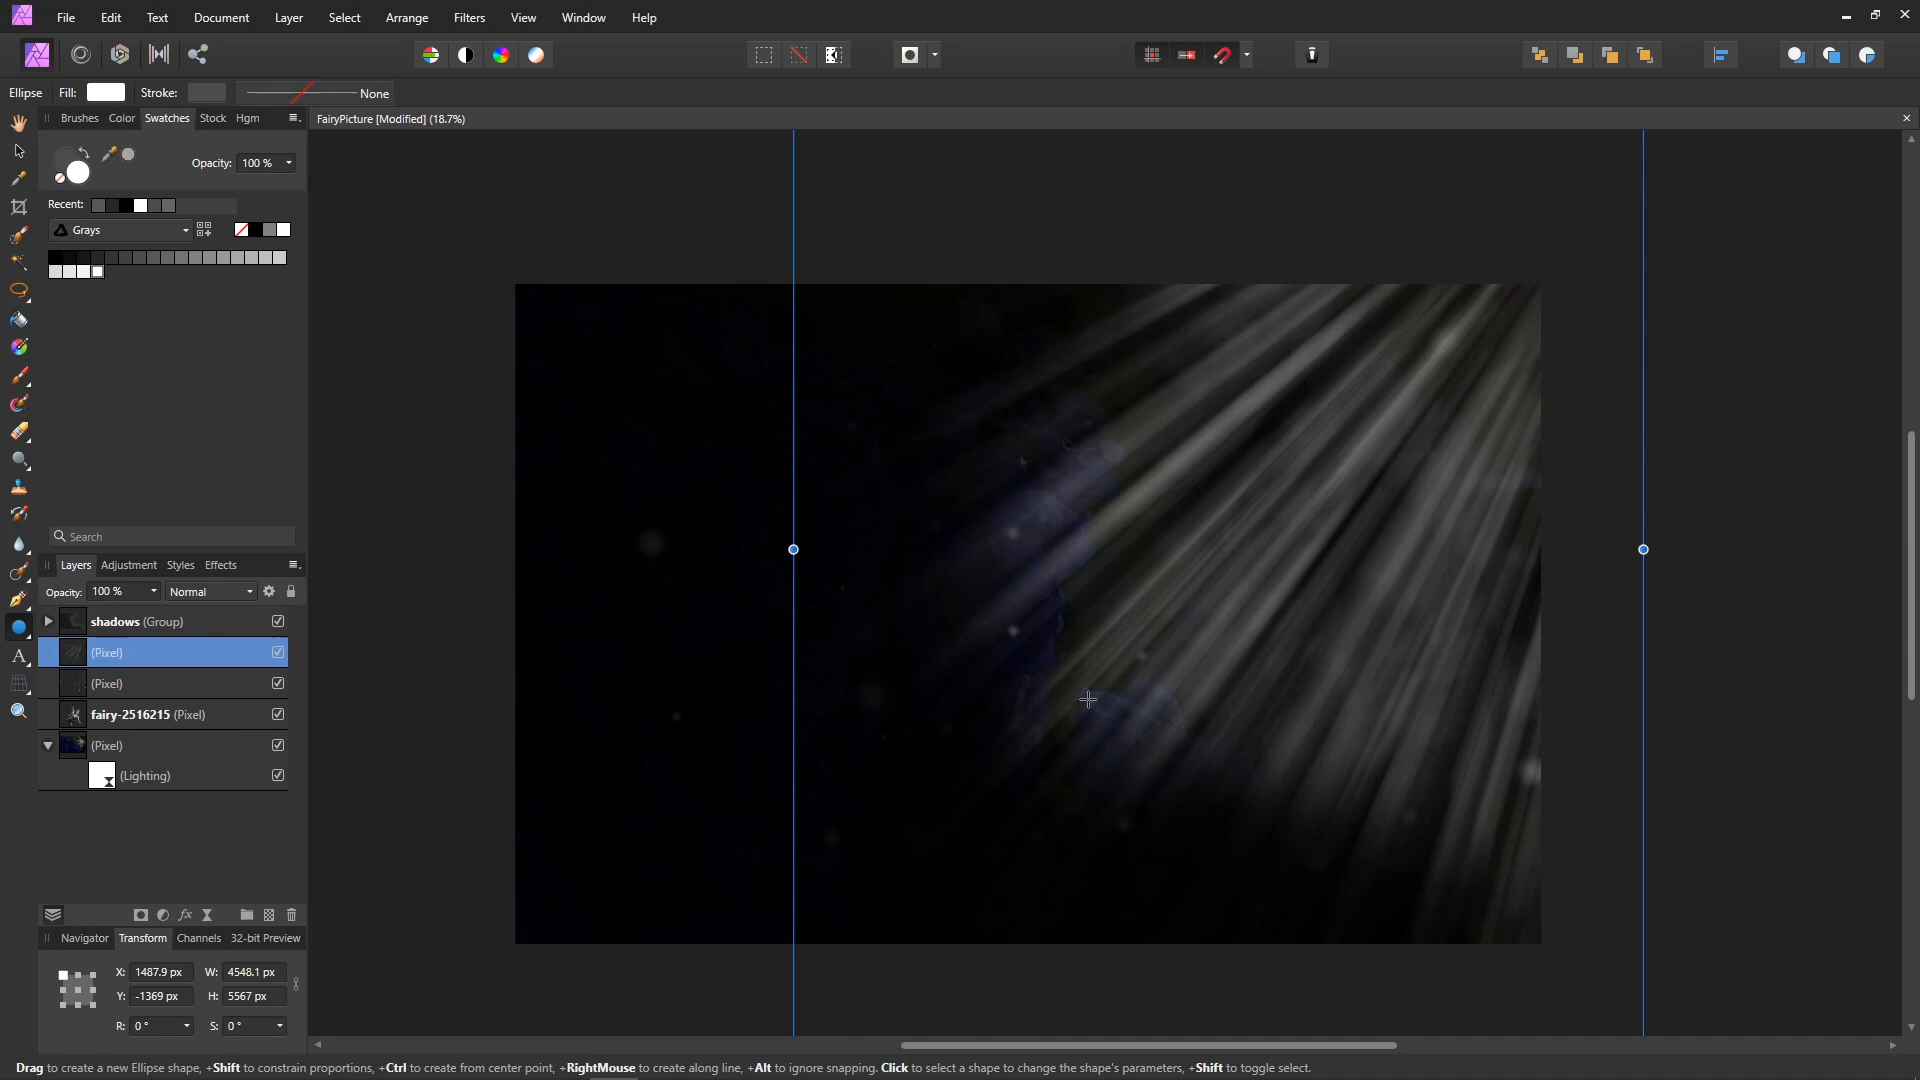 File Edit Text Document Layer Select Arrange Filters View Window Help
Ellipse Fill: Stroke: None
Brushes Color Swatches Stock Hgm
FairyPicture [Modified] (18.7%)
Opacity: 100 %
Recent:
Grays
Search
Layers Adjustment Styles Effects
Opacity: 100 % Normal
shadows (Group)
(Pixel)
(Pixel)
fairy-2516215 (Pixel)
(Pixel)
(Lighting)
Navigator Transform Channels 32-bit Preview
X: 1487.9 px W: 4548.1 px
Y: -1369 px H: 5567 px
R: 0 ° S: 0 °
Drag to create a new Ellipse shape, +Shift to constrain proportions, +Ctrl to create from center point, +RightMouse to create along line, +Alt to ignore snapping. Click to select a shape to change the shape's parameters, +Shift to toggle select.